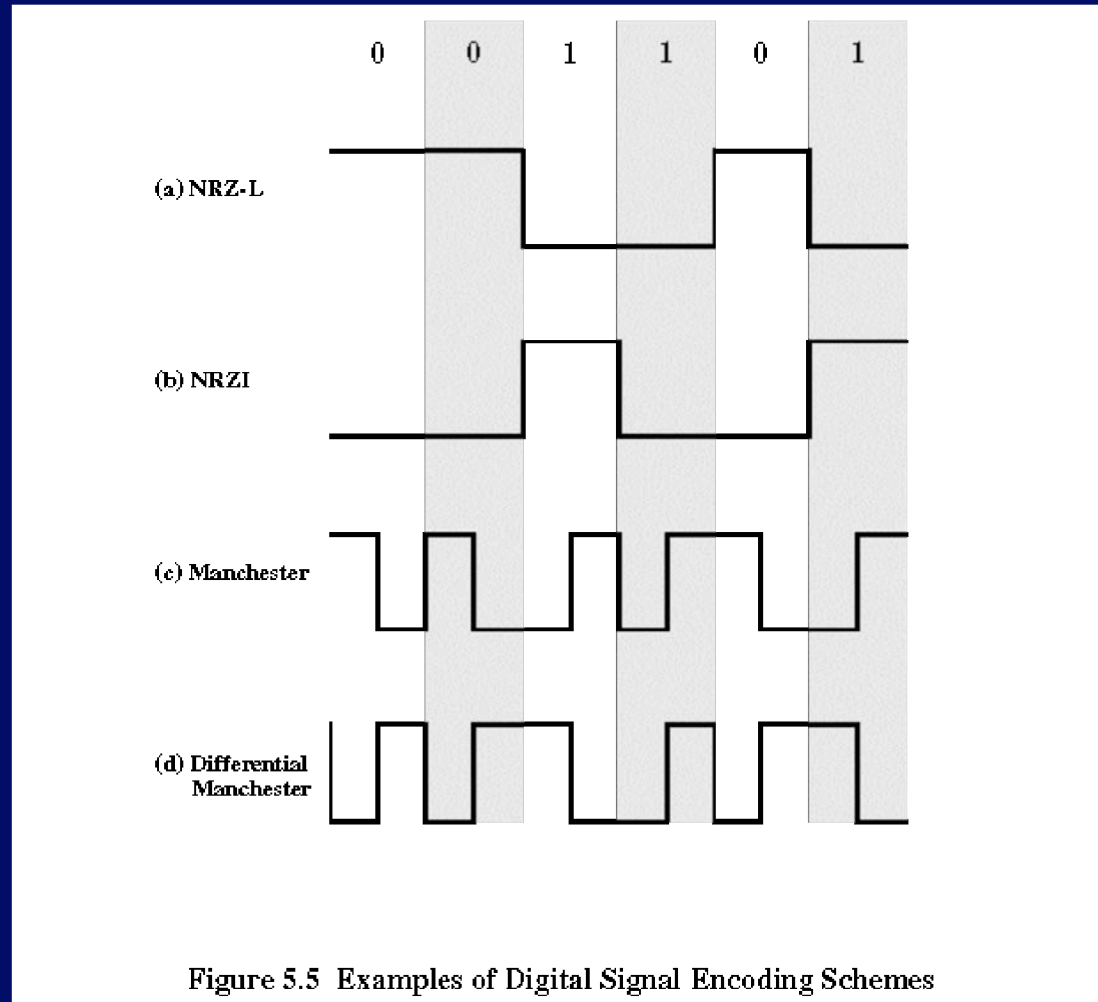 0 0 1 1 0 1
(a) NRZ-L
(b) NRZI
(c) Manchester
(d) Differential
Manchester
Figure 5.5 Examples of Digital Signal Encoding Schemes